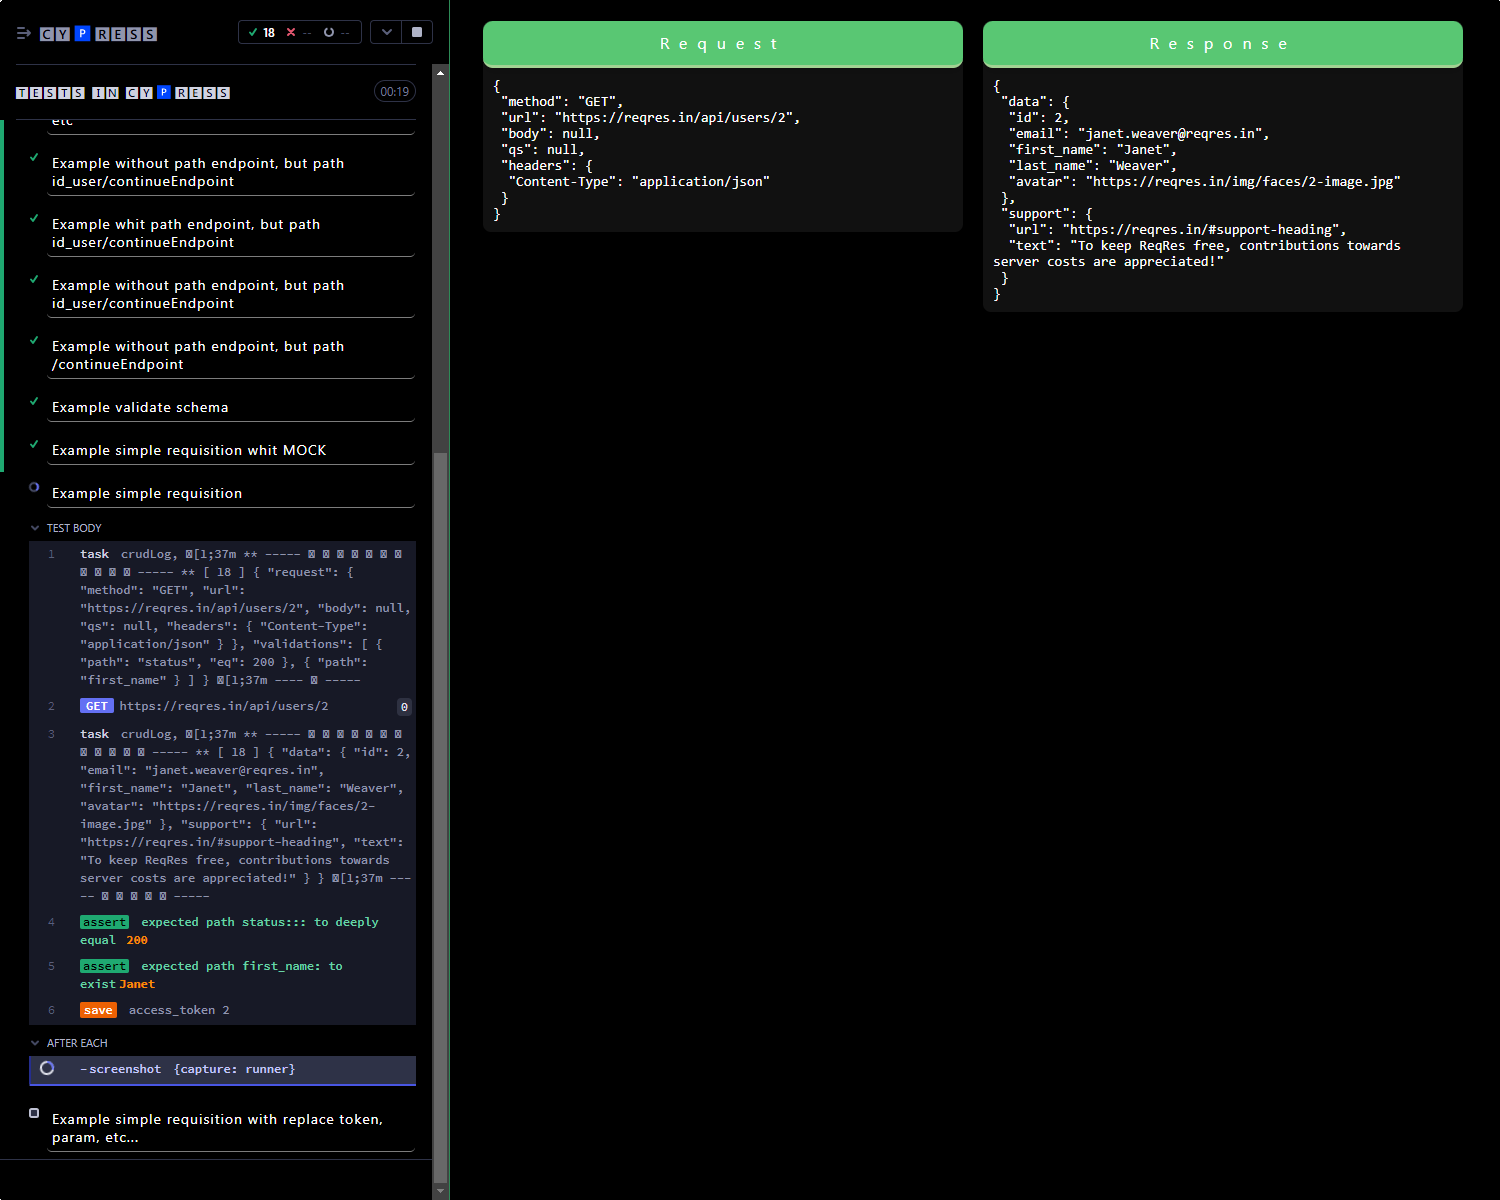 CYPRESS
18 -- --
TESTS IN CYPRESS
00:19
etc
Example without path endpoint, but path
id_user/continueEndpoint
Example whit path endpoint, but path
id_user/continueEndpoint
Example without path endpoint, but path
id_user/continueEndpoint
Example without path endpoint, but path
/continueEndpoint
Example validate schema
Example simple requisition whit MOCK
Example simple requisition
TEST BODY
1 task crudLog, [1;37m ** -----
----- ** [ 18 ] { "request": {
"method": "GET", "url":
"https://reqres.in/api/users/2", "body": null,
"qs": null, "headers": { "Content-Type":
"application/json" } }, "validations": [ {
"path": "status", "eq": 200 }, { "path":
"first_name" } ] } [1;37m ---- -----
2 GET https://reqres.in/api/users/2 0
3 task crudLog, [1;37m ** -----
----- ** [ 18 ] { "data": { "id": 2,
"email": "janet.weaver@reqres.in",
"first_name": "Janet", "last_name": "Weaver",
"avatar": "https://reqres.in/img/faces/2-
image.jpg" }, "support": { "url":
"https://reqres.in/#support-heading", "text":
"To keep ReqRes free, contributions towards
server costs are appreciated!" } } [1;37m ---
-- -----
4 assert expected path status::: to deeply
equal 200
5 assert expected path first_name: to
exist Janet
6 save access_token 2
AFTER EACH
-screenshot {capture: runner}
Example simple requisition with replace token,
param, etc...
Request
{
"method": "GET",
"url": "https://reqres.in/api/users/2",
"body": null,
"qs": null,
"headers": {
"Content-Type": "application/json"
}
}
Response
{
"data": {
"id": 2,
"email": "janet.weaver@reqres.in",
"first_name": "Janet",
"last_name": "Weaver",
"avatar": "https://reqres.in/img/faces/2-image.jpg"
},
"support": {
"url": "https://reqres.in/#support-heading",
"text": "To keep ReqRes free, contributions towards
server costs are appreciated!"
}
}